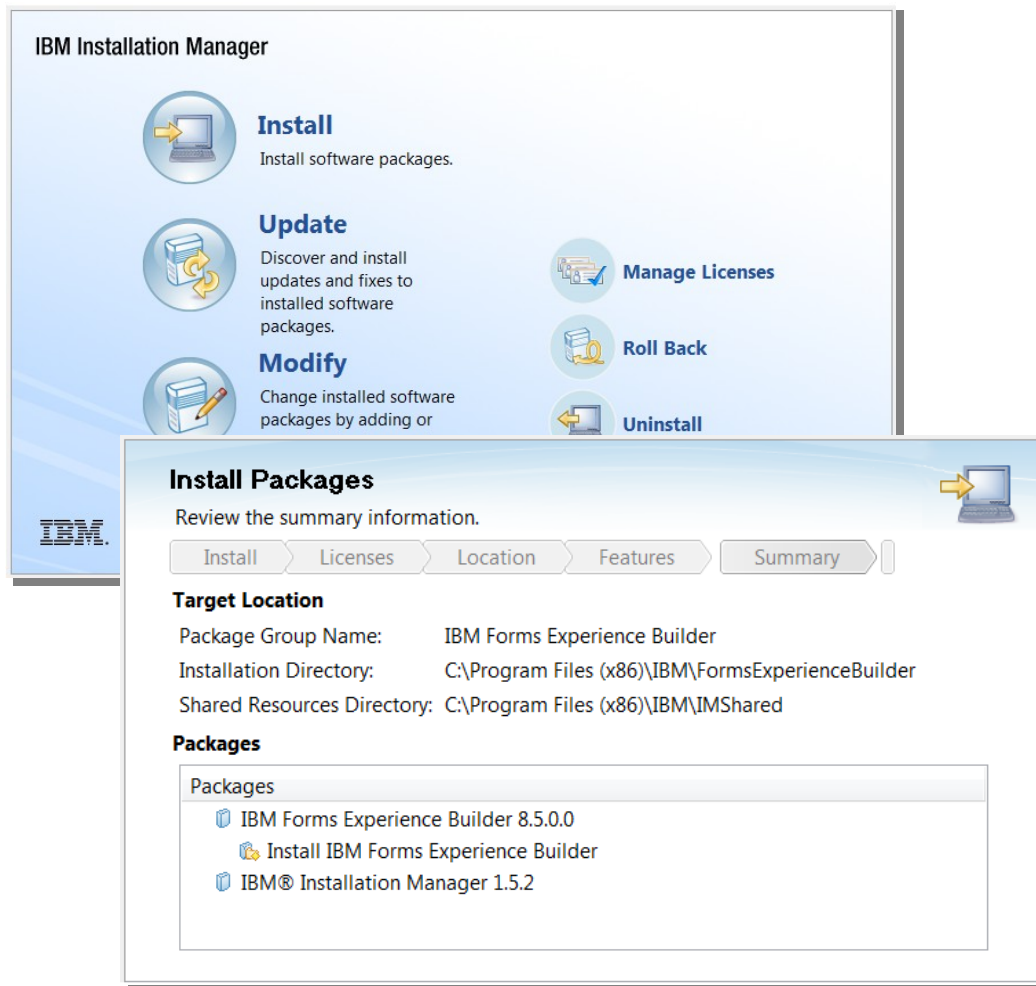 IBM Installation Manager
Install
Install software packages.
Update
Discover and install
updates and fixes to
installed software
packages.
Modify
Change installed software
packages by adding or
Manage Licenses
Roll Back
Uninstall
IBM.
Install Packages
Review the summary information.
Install Licenses Location Features Summary
Target Location
Package Group Name: IBM Forms Experience Builder
Installation Directory: C:\Program Files (x86)\IBM\FormsExperienceBuilder
Shared Resources Directory: C:\Program Files (x86)\IBM\IMShared
Packages
Packages
IBM Forms Experience Builder 8.5.0.0
Install IBM Forms Experience Builder
IBM® Installation Manager 1.5.2